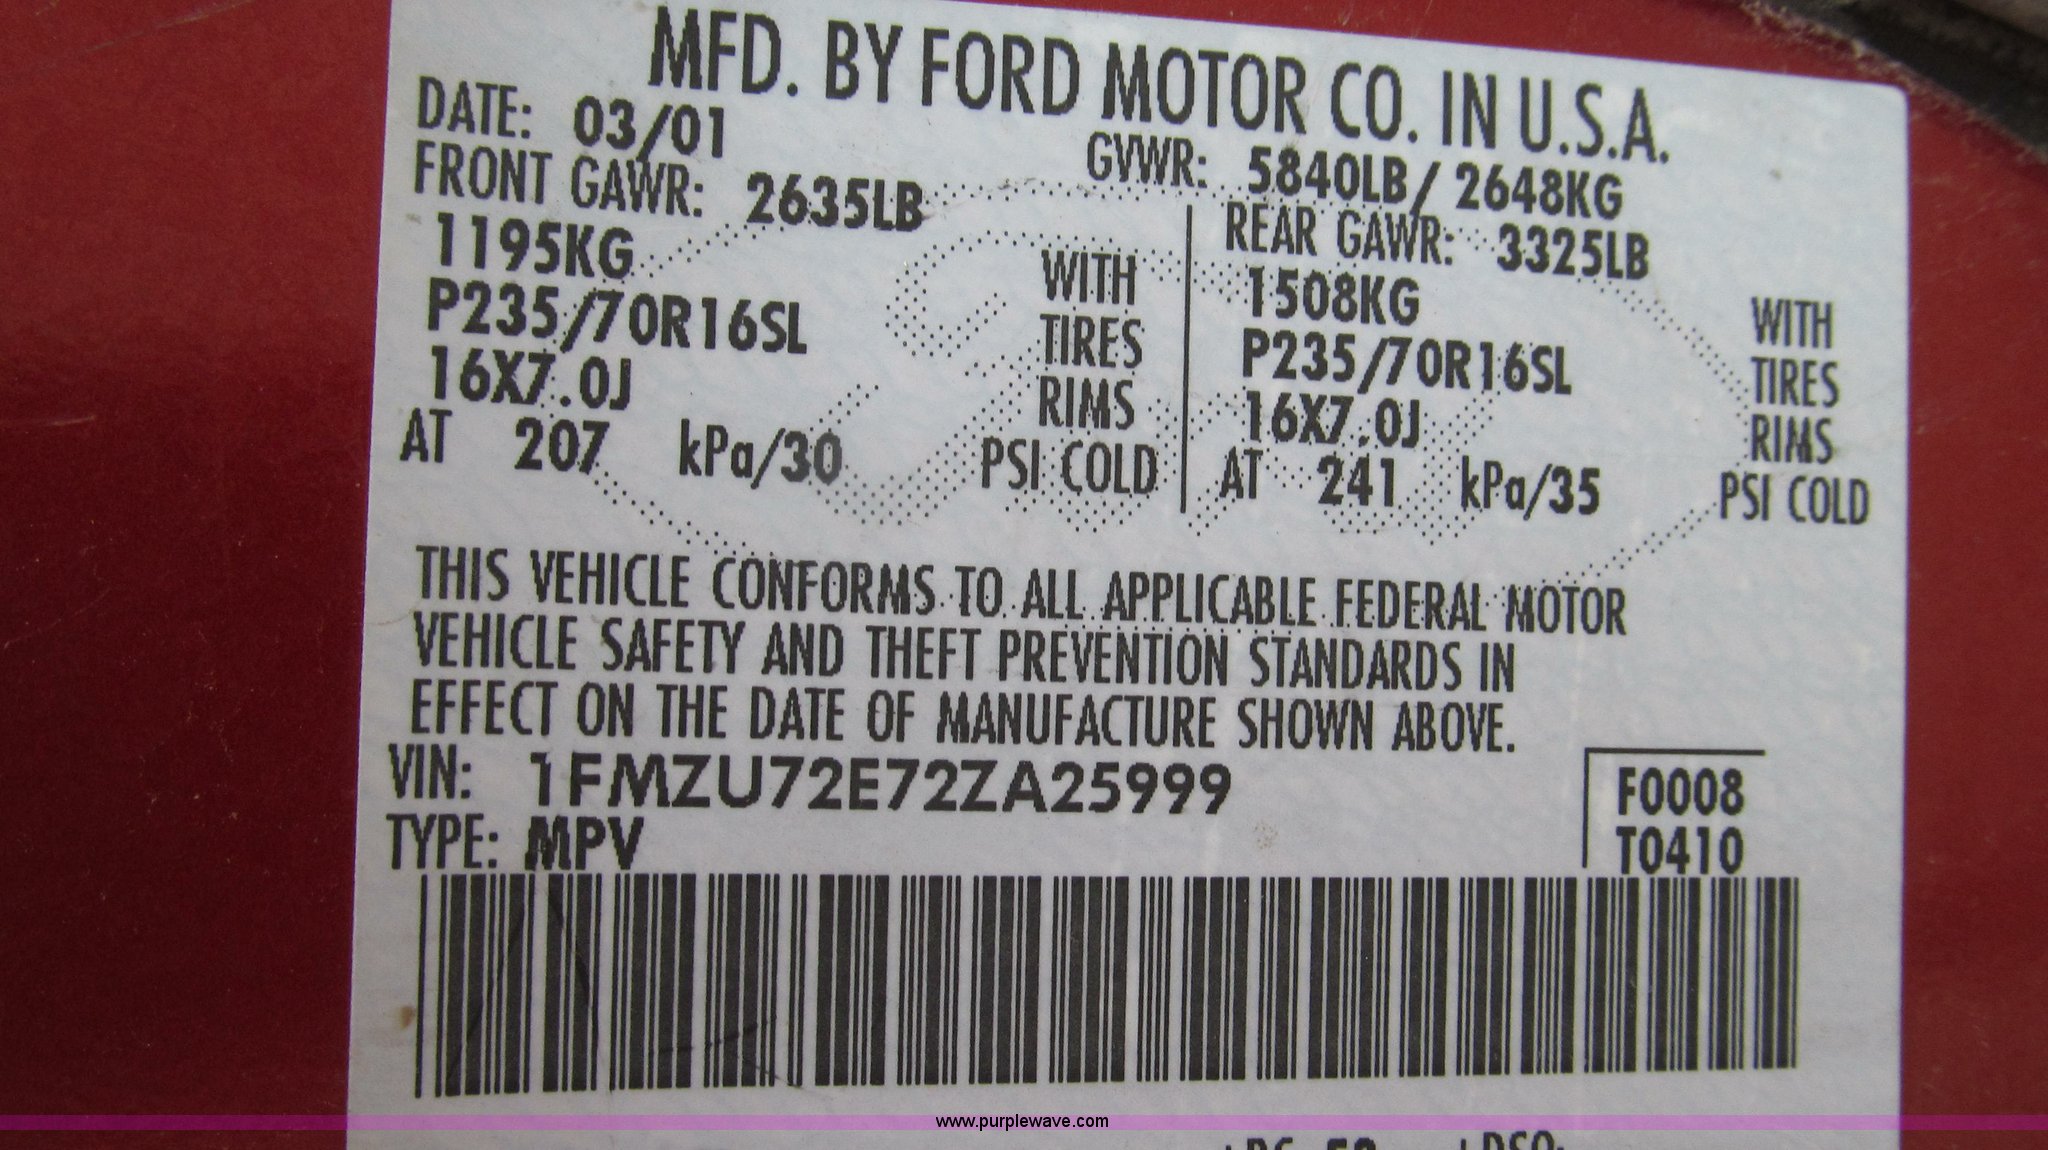 MFD. BY FORD MOTOR CO. IN U.S.A.
DATE: 03/01 GVWR: 5840LB/ 2648KG
FRONT GAWR: 2635LB REAR GAWR: 3325LB
1195KG WITH 1508KG WITH
P235/70R16SL TIRES P235/70R16SL TIRES
16X7.0J RIMS 16X7.0J RIMS
AT 207 kPa/30 PSI COLD AT 241 kPa/35 PSI COLD
THIS VEHICLE CONFORMS TO ALL APPLICABLE FEDERAL MOTOR
VEHICLE SAFETY AND THEFT PREVENTION STANDARDS IN
EFFECT ON THE DATE OF MANUFACTURE SHOWN ABOVE.
VIN: 1FMZU72E72ZA25999 F0008
TYPE: MPV T0410
www.purplewave.com